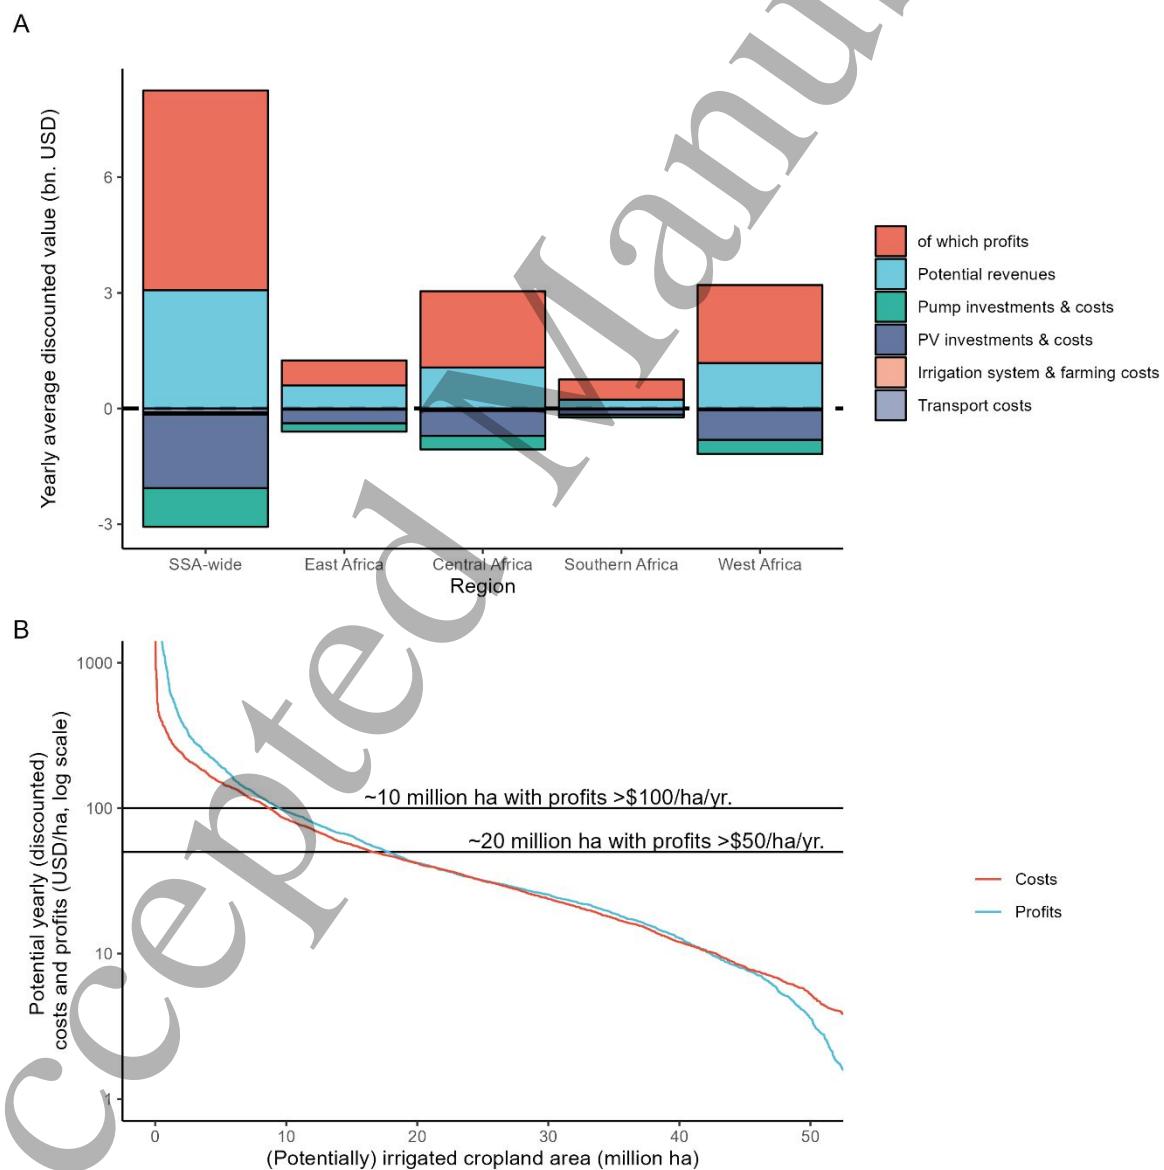 A
Yearly average discounted value (bn. USD)
6
3
0
-3
SSA-wide
East Africa
Central Africa
Southern Africa
West Africa
Region
of which profits
Potential revenues
Pump investments & costs
PV investments & costs
Irrigation system & farming costs
Transport costs
B
Potential yearly (discounted)
costs and profits (USD/ha, log scale)
1000
100
10
1
~10 million ha with profits >$100/ha/yr.
~20 million ha with profits >$50/ha/yr.
0
10
20
30
40
50
(Potentially) irrigated cropland area (million ha)
Costs
Profits
ccepted Manu